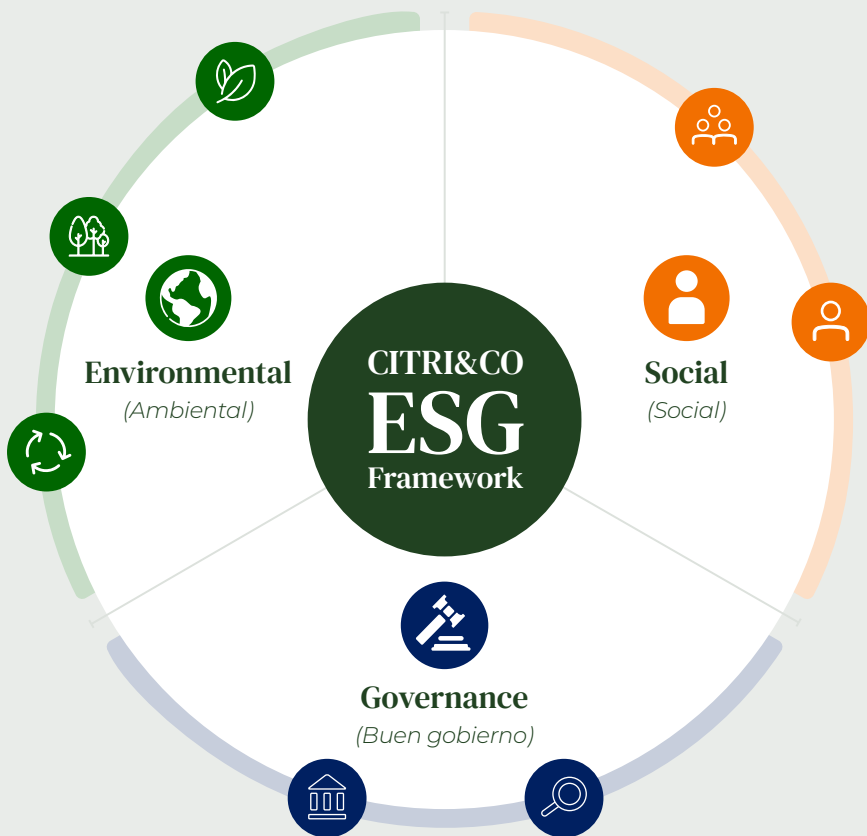 CITRI&CO
ESG
Framework
Environmental
(Ambiental)
Social
(Social)
Governance
(Buen gobierno)